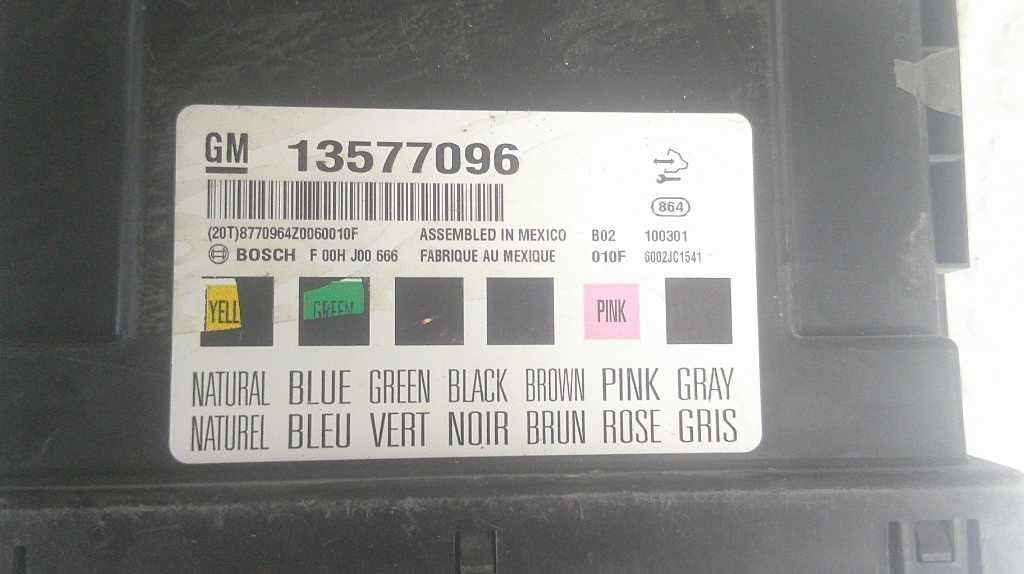 GM 13577096
864
(20T)8770964Z0060010F ASSEMBLED IN MEXICO B02 100301
BOSCH F 00H J00 666 FABRIQUE AU MEXIQUE 010F 6002JC1541
YELL GREEN PINK
NATURAL BLUE GREEN BLACK BROWN PINK GRAY
NATUREL BLEU VERT NOIR BRUN ROSE GRIS